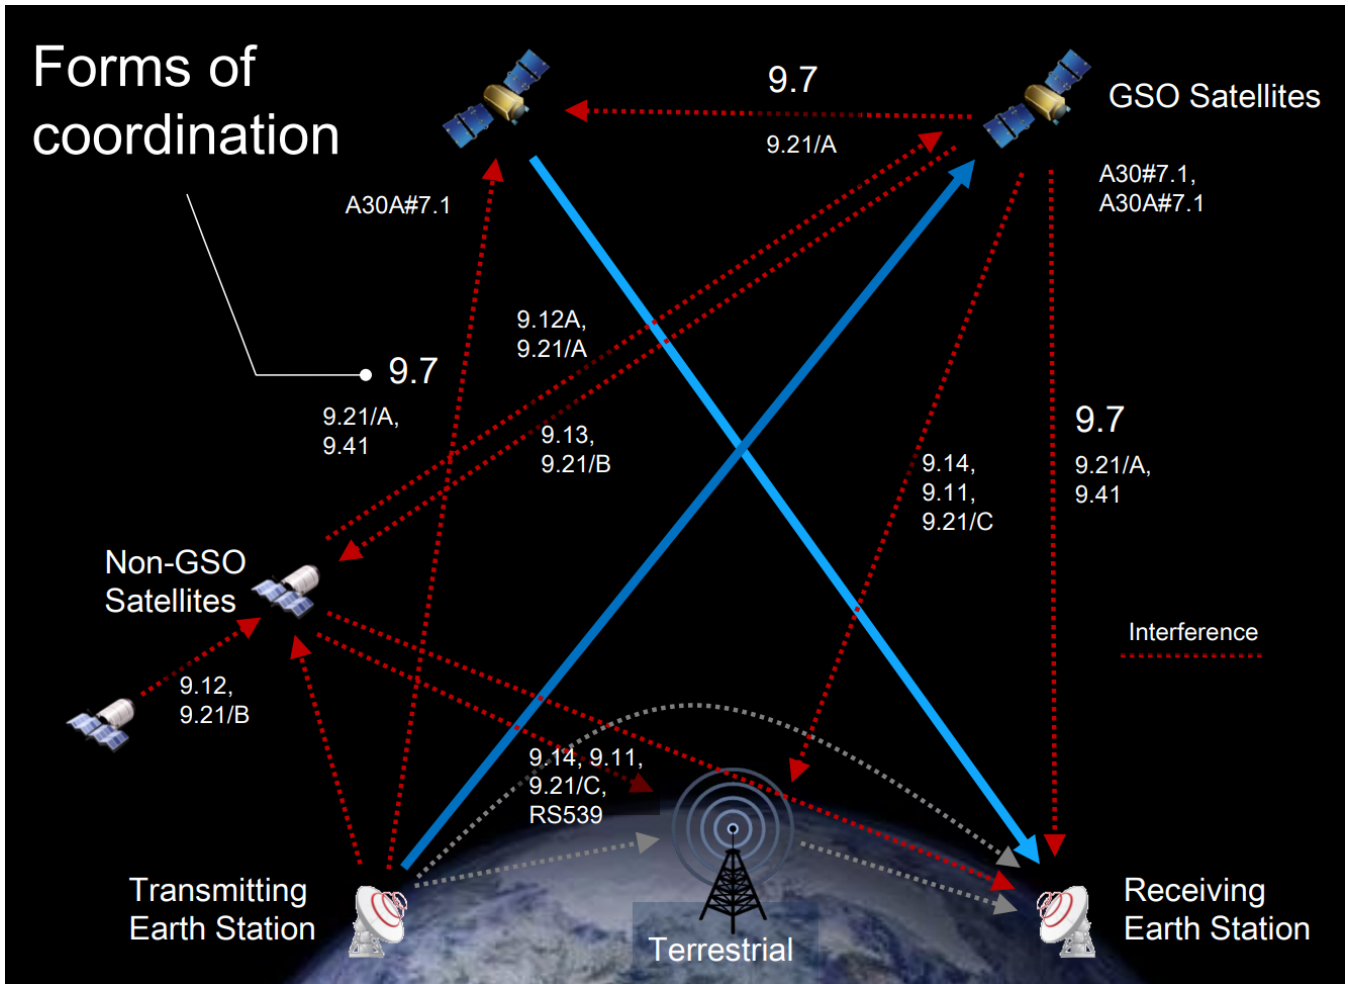 Forms of
coordination
9.7
9.21/A
GSO Satellites
A30#7.1,
A30A#7.1
A30A#7.1
9.12A,
9.21/A
9.7
9.21/A,
9.41
9.13,
9.21/B
9.14,
9.11,
9.21/C
9.7
9.21/A,
9.41
Non-GSO
Satellites
Interference
9.12,
9.21/B
9.14, 9.11,
9.21/C,
RS539
Transmitting
Earth Station
Terrestrial
Receiving
Earth Station